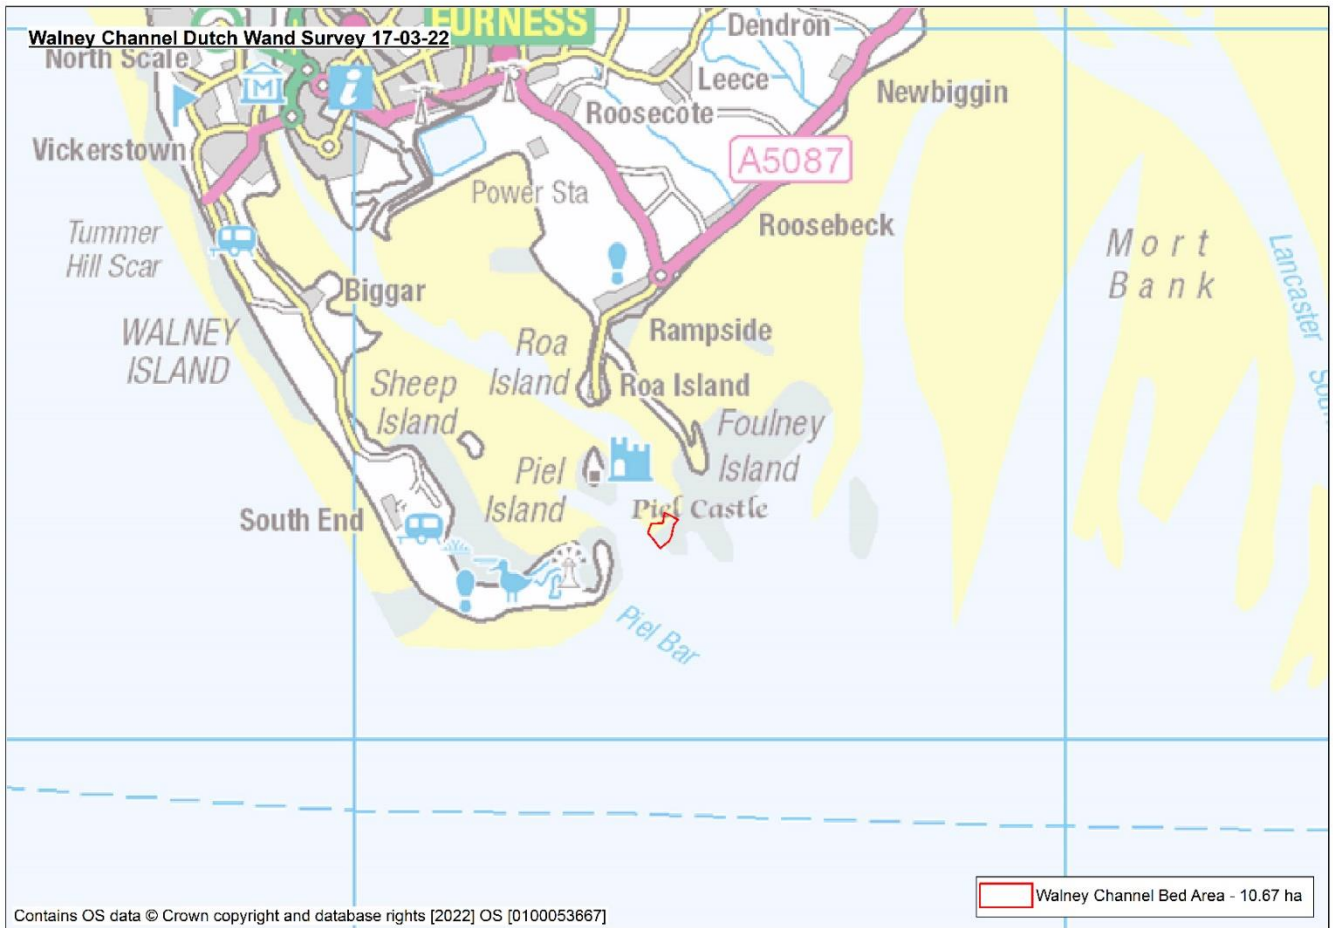 Walney Channel Dutch Wand Survey 17-03-22
FURNESS
Dendron
North Scale
Leece
Newbiggin
M
i
Roosecote
Vickerstown
A5087
Power Sta
Roosebeck
Tummer
Hill Scar
Mort
Bank
Lancaster
Biggar
WALNEY
ISLAND
Rampside
Roa
Island
Roa Island
Sheep
Island
Foulney
Island
Piel
Island
Piel Castle
South End
Piel Bar
Walney Channel Bed Area - 10.67 ha
Contains OS data © Crown copyright and database rights [2022] OS [0100053667]